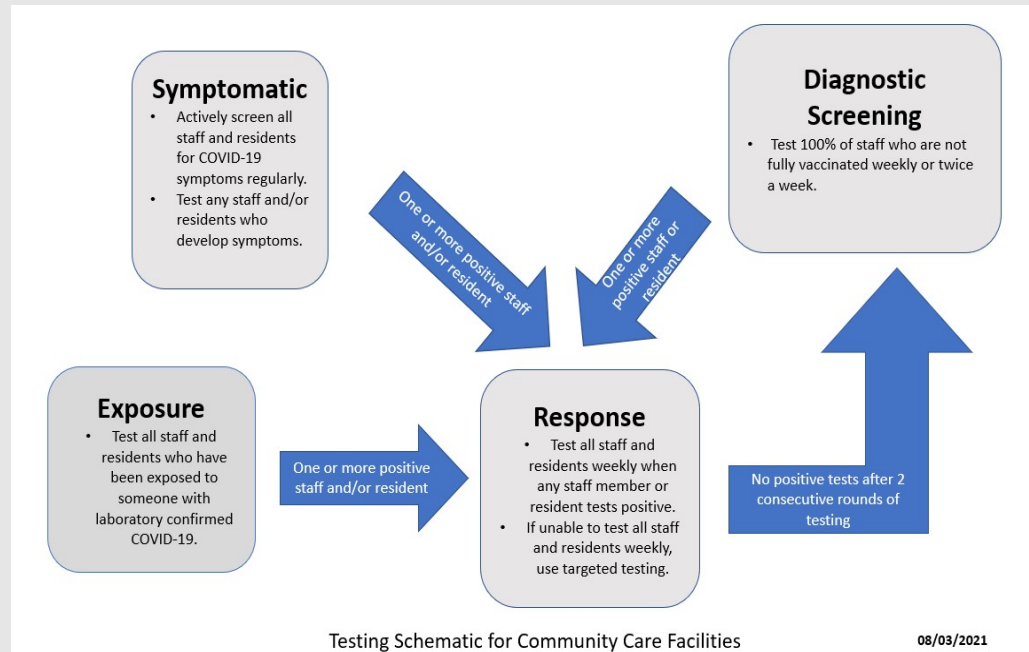 Symptomatic
• Actively screen all
staff and residents
for COVID-19
symptoms regularly.
• Test any staff and/or
residents who
develop symptoms.
Diagnostic
Screening
• Test 100% of staff who are not
fully vaccinated weekly or twice
a week.
One or more positive staff
and/or resident
One or more
positive staff or
resident
Exposure
• Test all staff and
residents who have
been exposed to
someone with
laboratory confirmed
COVID-19.
One or more positive
staff and/or resident
Response
• Test all staff and
residents weekly when
any staff member or
resident tests positive.
• If unable to test all staff
and residents weekly,
use targeted testing.
No positive tests after 2
consecutive rounds of
testing
Testing Schematic for Community Care Facilities
08/03/2021